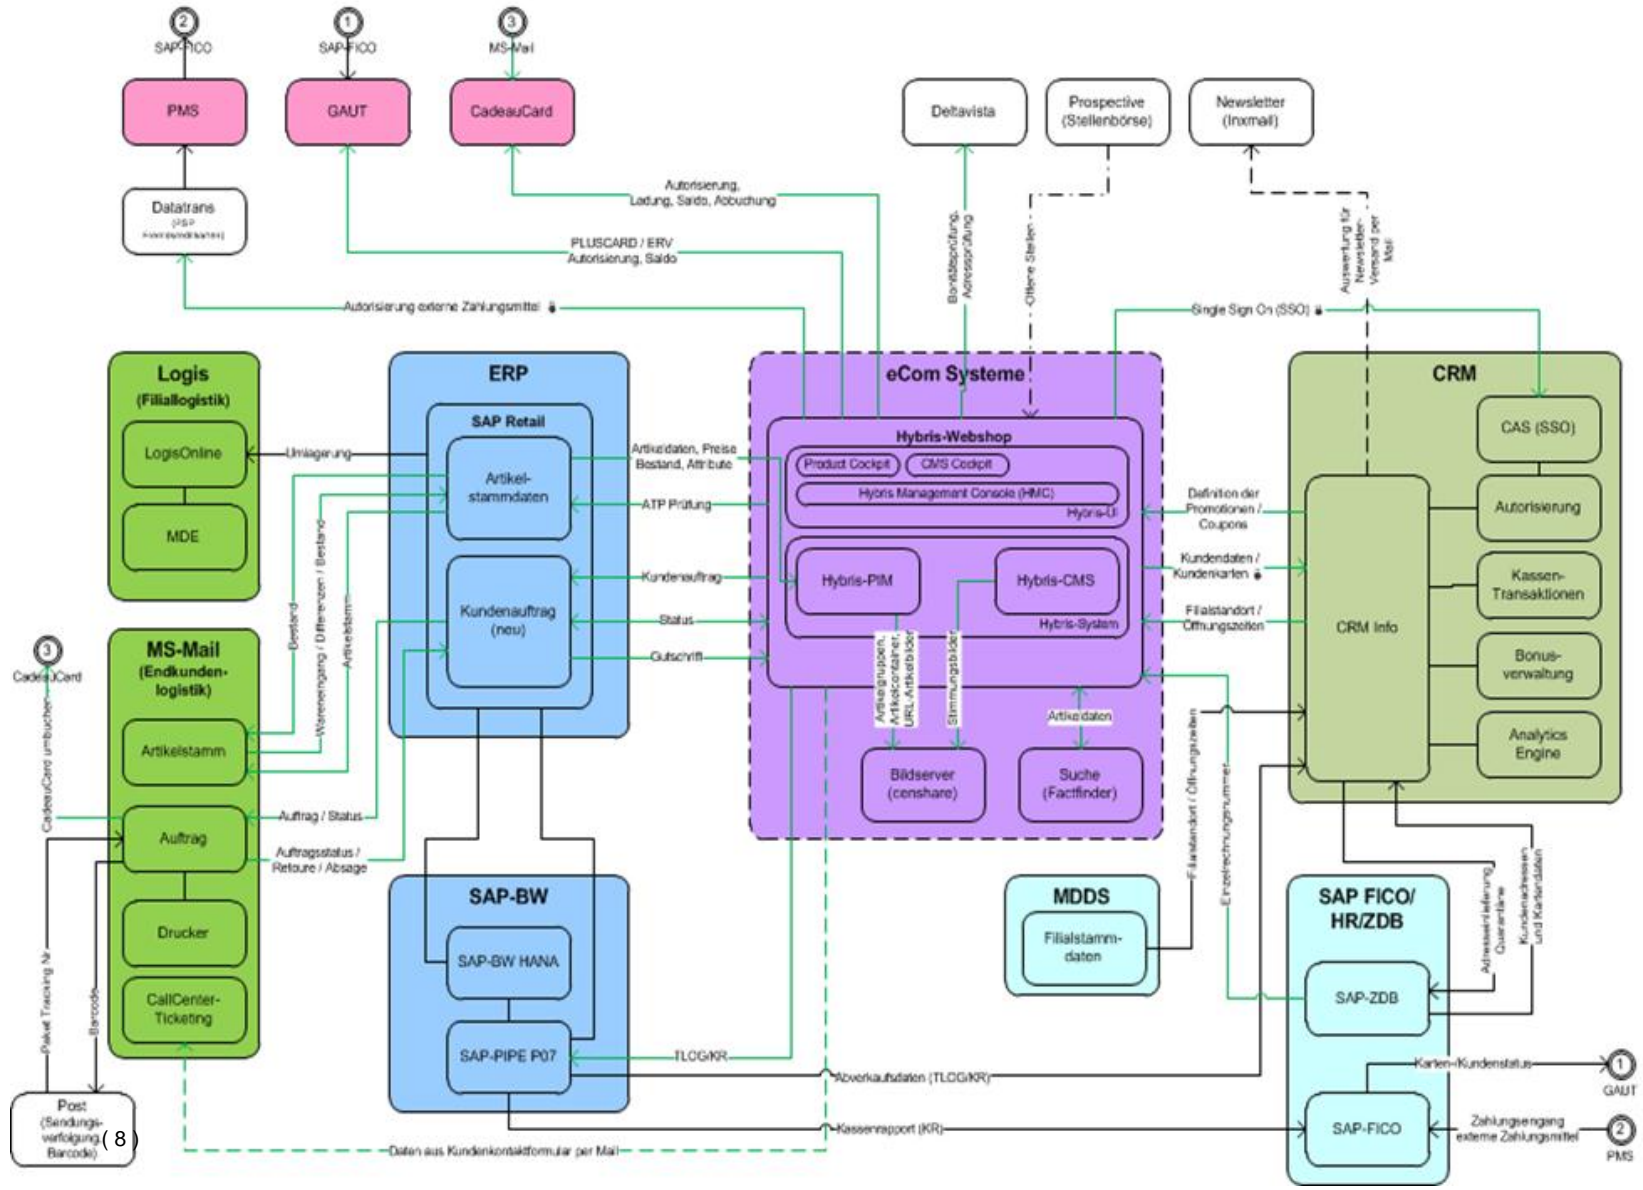 2
1
3
SAP-FICO
SAP-FICO
MS-Mail
PMS
GAUT
CadeauCard
Deltavista
Prospective
(Stellenbörse)
Newsletter
(Inxmail)
Datatrans
(PSP
Autorisierung,
Ladung, Saldo, Abbuchung
PLUSCARD / ERV
Autorisierung, Saldo
Autorisierung externe Zahlungsmittel
Bonitätsprüfung,
Adressprüfung
Offene Stellen
Auswertung für
Newsletter-
Versand per
Mail
Single Sign On (SSO)
Logis
(Filiallogistik)
LogisOnline
MDE
Umlagerung
ERP
SAP Retail
Artikel-
stammdaten
Kundenauftrag
(neu)
Artikeldaten, Preise
Bestand, Attribute
ATP Prüfung
Kundenauftrag
Status
Gutschrift
eCom Systeme
Hybris-Webshop
Product Cockpit
CMS Cockpit
Hybris Management Console (HMC)
Hybris-UI
Hybris-PIM
Hybris-CMS
Hybris-System
Artikelgruppen,
Artikelcontainer,
URL-Artikelbilder
Stimmungsbilder
Artikeldaten
Bildserver
(censhare)
Suche
(Factfinder)
Definition der
Promotionen /
Coupons
Kundendaten /
Kundenkarten
Filialstandort /
Öffnungszeiten
CRM
CAS (SSO)
Autorisierung
Kassen-
Transaktionen
CRM Info
Bonus-
verwaltung
Analytics
Engine
3
CadeauCard
CadeauCard umbuchen
MS-Mail
(Endkunden-
logistik)
Artikelstamm
Auftrag
Drucker
CallCenter-
Ticketing
Bestand
Wareneingang / Differenzen / Bestand
Artikelstamm
Auftrag / Status
Auftragsstatus /
Retoure / Absage
Paket Tracking Nr.
Barcode
Post
(Sendungs-
verfolgung,
Barcode)
(8)
SAP-BW
SAP-BW HANA
SAP-PIPE P07
TLOG/KR
Abverkaufsdaten (TLOG/KR)
Kassenrapport (KR)
Daten aus Kundenkontaktformular per Mail
MDDS
Filialstamm-
daten
Filialstandort / Öffnungszeiten
Einzelrechnungsnummer
SAP FICO/
HR/ZDB
SAP-ZDB
SAP-FICO
Adresseinlieferung
Quarantäne
Kundenadressen
und Kartendaten
Karten-/Kundenstatus
1
GAUT
Zahlungseingang
externe Zahlungsmittel
2
PMS